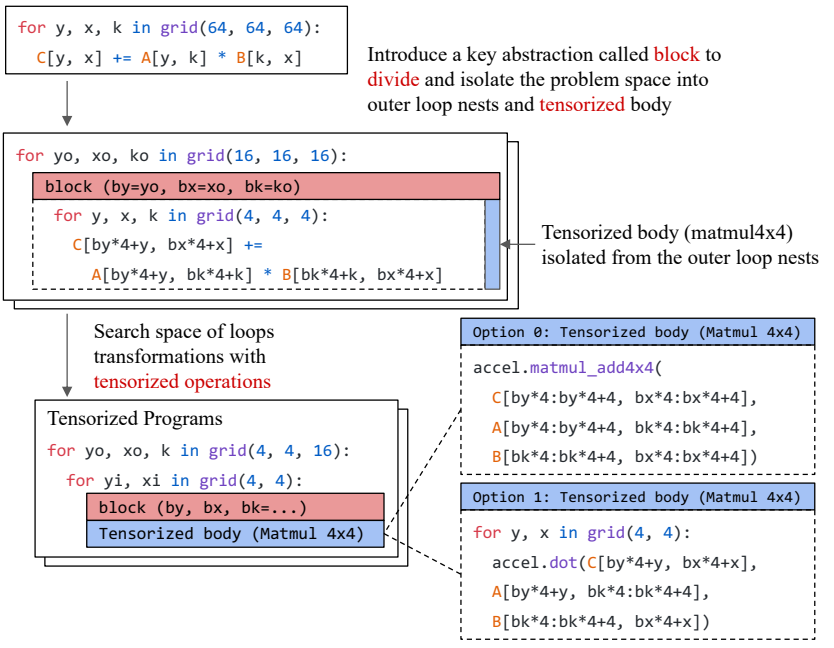 for y, x, k in grid(64, 64, 64):
C[y, x] += A[y, k] * B[k, x]
Introduce a key abstraction called block to
divide and isolate the problem space into
outer loop nests and tensorized body
for yo, xo, ko in grid(16, 16, 16):
block (by=yo, bx=xo, bk=ko)
for y, x, k in grid(4, 4, 4):
C[by*4+y, bx*4+x] +=
A[by*4+y, bk*4+k] * B[bk*4+k, bx*4+x]
Tensorized body (matmul4x4)
isolated from the outer loop nests
Search space of loops
transformations with
tensorized operations
Tensorized Programs
for yo, xo, k in grid(4, 4, 16):
for yi, xi in grid(4, 4):
block (by, bx, bk=...)
Tensorized body (Matmul 4x4)
Option 0: Tensorized body (Matmul 4x4)
accel.matmul_add4x4(
C[by*4:by*4+4, bx*4:bx*4+4],
A[by*4:by*4+4, bk*4:bk*4+4],
B[bk*4:bk*4+4, bx*4:bx*4+4])
Option 1: Tensorized body (Matmul 4x4)
for y, x in grid(4, 4):
accel.dot(C[by*4+y, bx*4+x],
A[by*4+y, bk*4:bk*4+4],
B[bk*4:bk*4+4, bx*4+x])